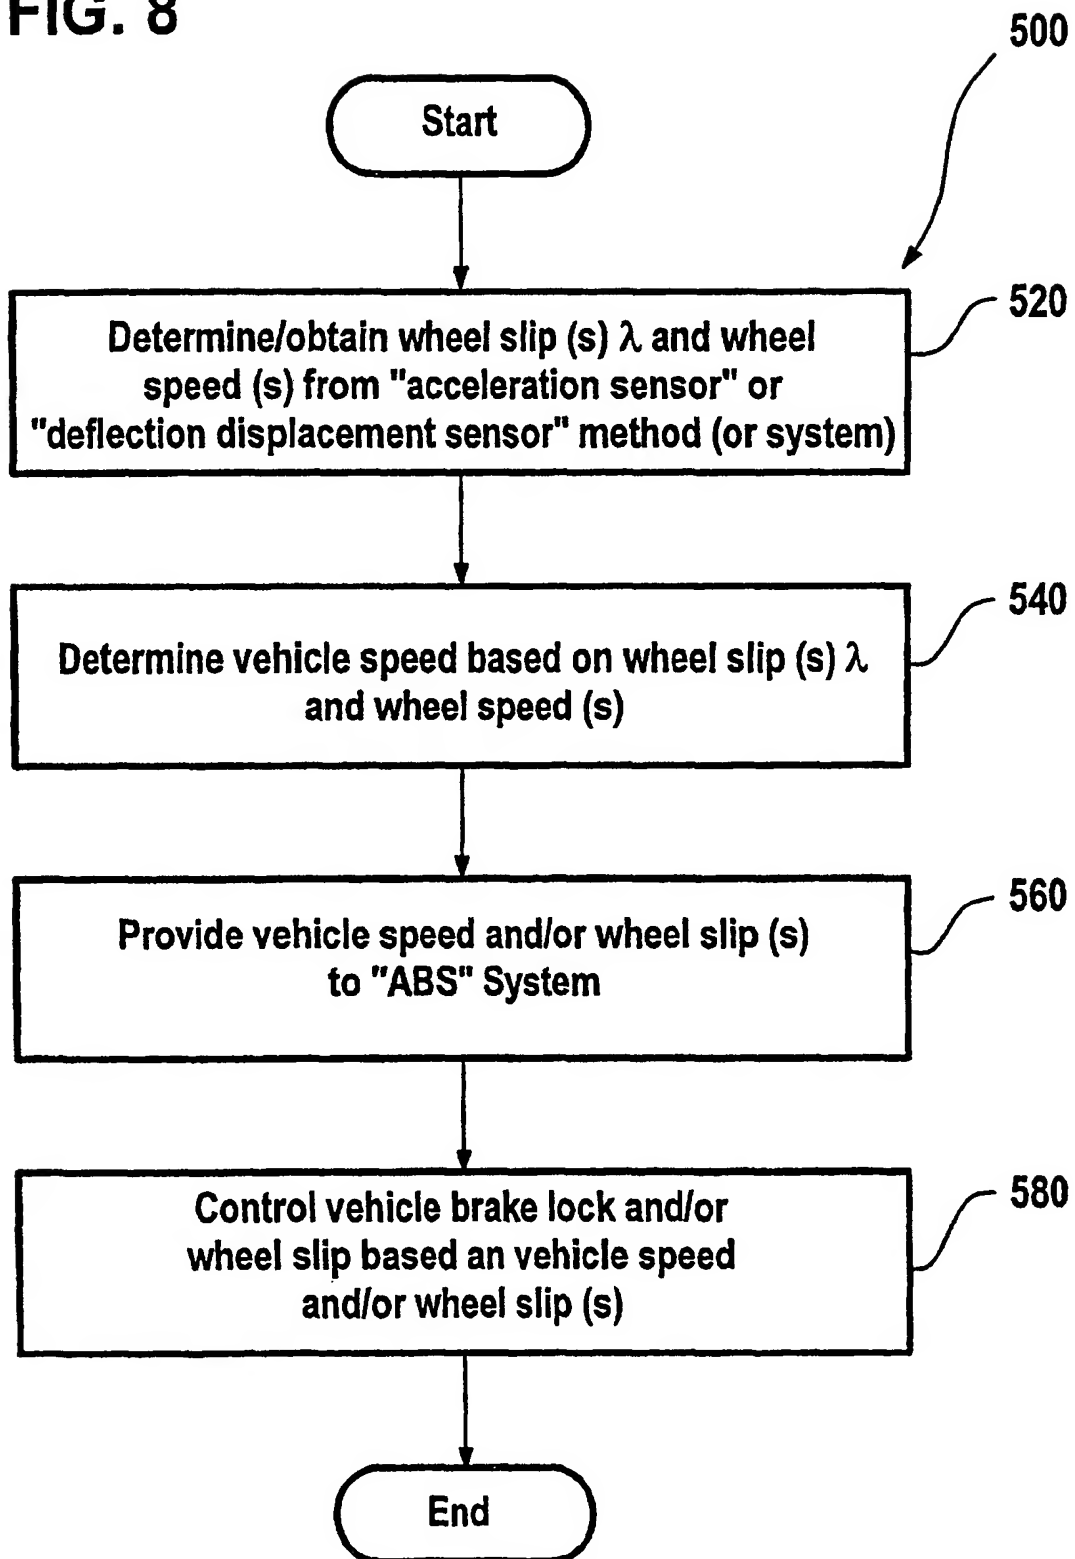 FIG. 8
500
Start
520
Determine/obtain wheel slip (s) λ and wheel
speed (s) from "acceleration sensor" or
"deflection displacement sensor" method (or system)
540
Determine vehicle speed based on wheel slip (s) λ
and wheel speed (s)
560
Provide vehicle speed and/or wheel slip (s)
to "ABS" System
580
Control vehicle brake lock and/or
wheel slip based an vehicle speed
and/or wheel slip (s)
End